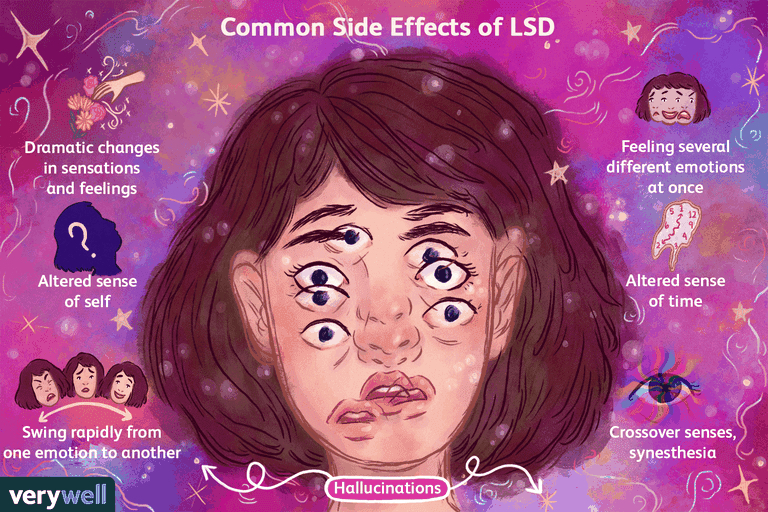 Common Side Effects of LSD
Dramatic changes
in sensations
and feelings
?
Altered sense
of self
Swing rapidly from
one emotion to another
Feeling several
different emotions
at once
Altered sense
of time
Crossover senses,
synesthesia
Hallucinations
verywell